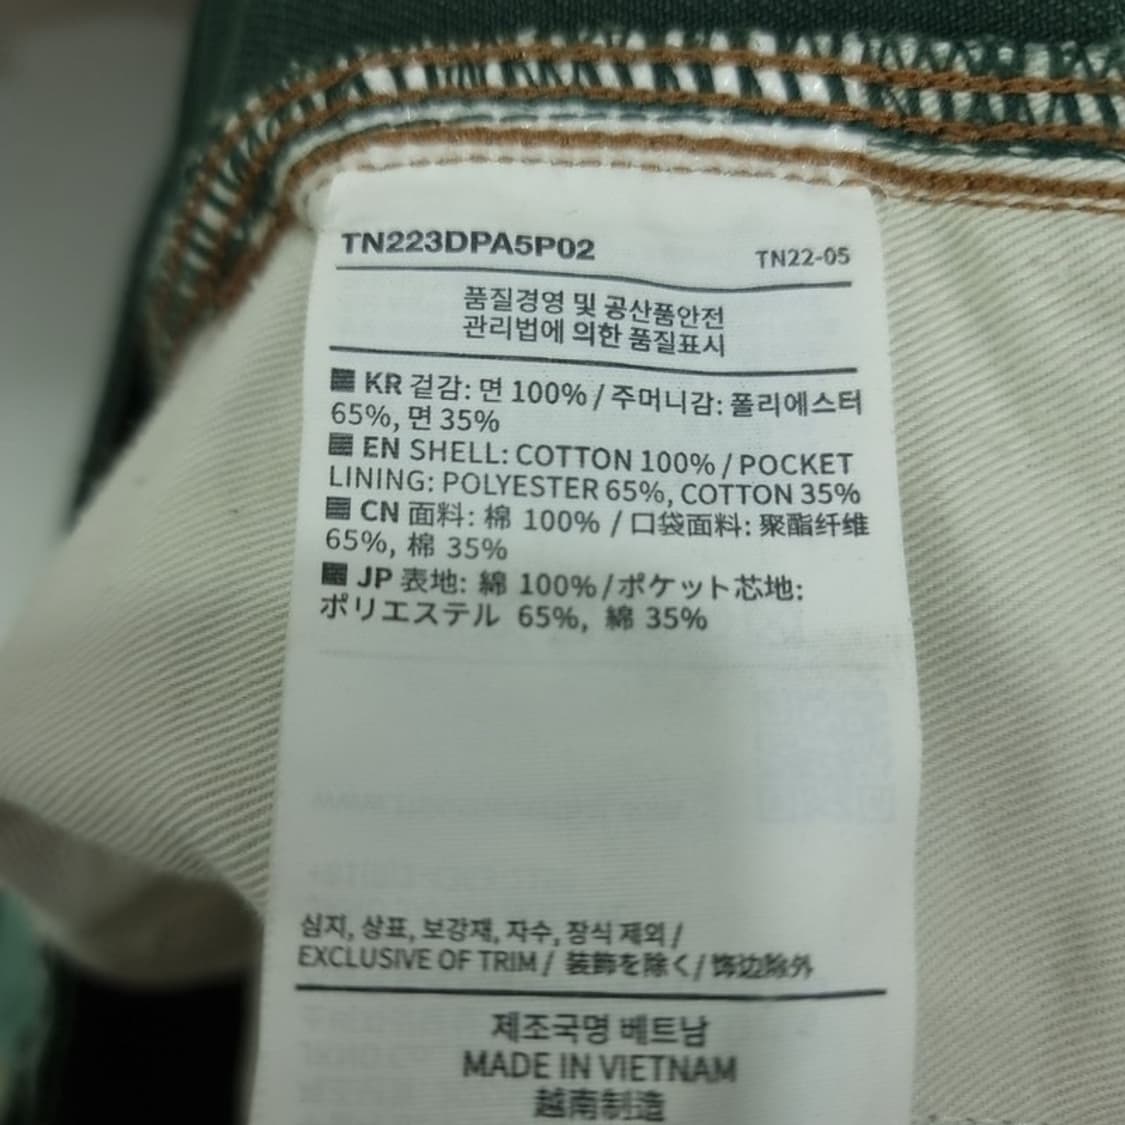 TN223DPA5P02 TN22-05
품질경영 및 공산품안전
관리법에 의한 품질표시
KR 겉감: 면 100% / 주머니감: 폴리에스터
65%, 면 35%
EN SHELL: COTTON 100% / POCKET
LINING: POLYESTER 65%, COTTON 35%
CN 面料: 棉 100% / 口袋面料: 聚酯纤维
65%, 棉 35%
JP 表地: 綿 100% / ポケット芯地:
ポリエステル 65%, 綿 35%
심지, 상표, 보강재, 자수, 장식 제외 /
EXCLUSIVE OF TRIM / 装飾を除く / 饰边除外
제조국명 베트남
MADE IN VIETNAM
越南制造